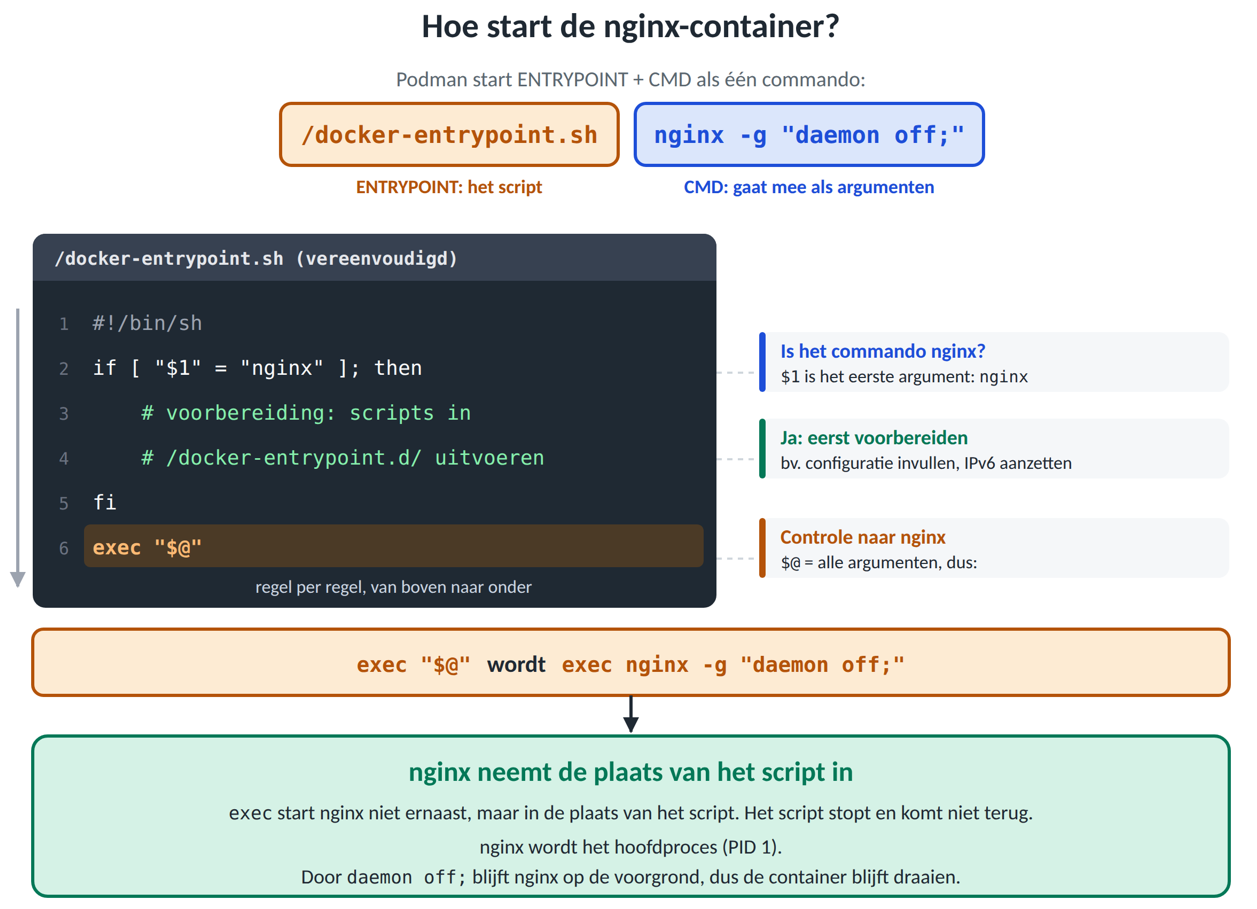 Hoe start de nginx-container?
Podman start ENTRYPOINT + CMD als één commando:
/docker-entrypoint.sh
nginx -g "daemon off;"
ENTRYPOINT: het script
CMD: gaat mee als argumenten
/docker-entrypoint.sh (vereenvoudigd)
1 #!/bin/sh
2 if [ "$1" = "nginx" ]; then
3     # voorbereiding: scripts in
4     # /docker-entrypoint.d/ uitvoeren
5 fi
6 exec "$@"
regel per regel, van boven naar onder
Is het commando nginx?
$1 is het eerste argument: nginx
Ja: eerst voorbereiden
bv. configuratie invullen, IPv6 aanzetten
Controle naar nginx
$@ = alle argumenten, dus:
exec "$@" wordt exec nginx -g "daemon off;"
nginx neemt de plaats van het script in
exec start nginx niet ernaast, maar in de plaats van het script. Het script stopt en komt niet terug.
nginx wordt het hoofdproces (PID 1).
Door daemon off; blijft nginx op de voorgrond, dus de container blijft draaien.